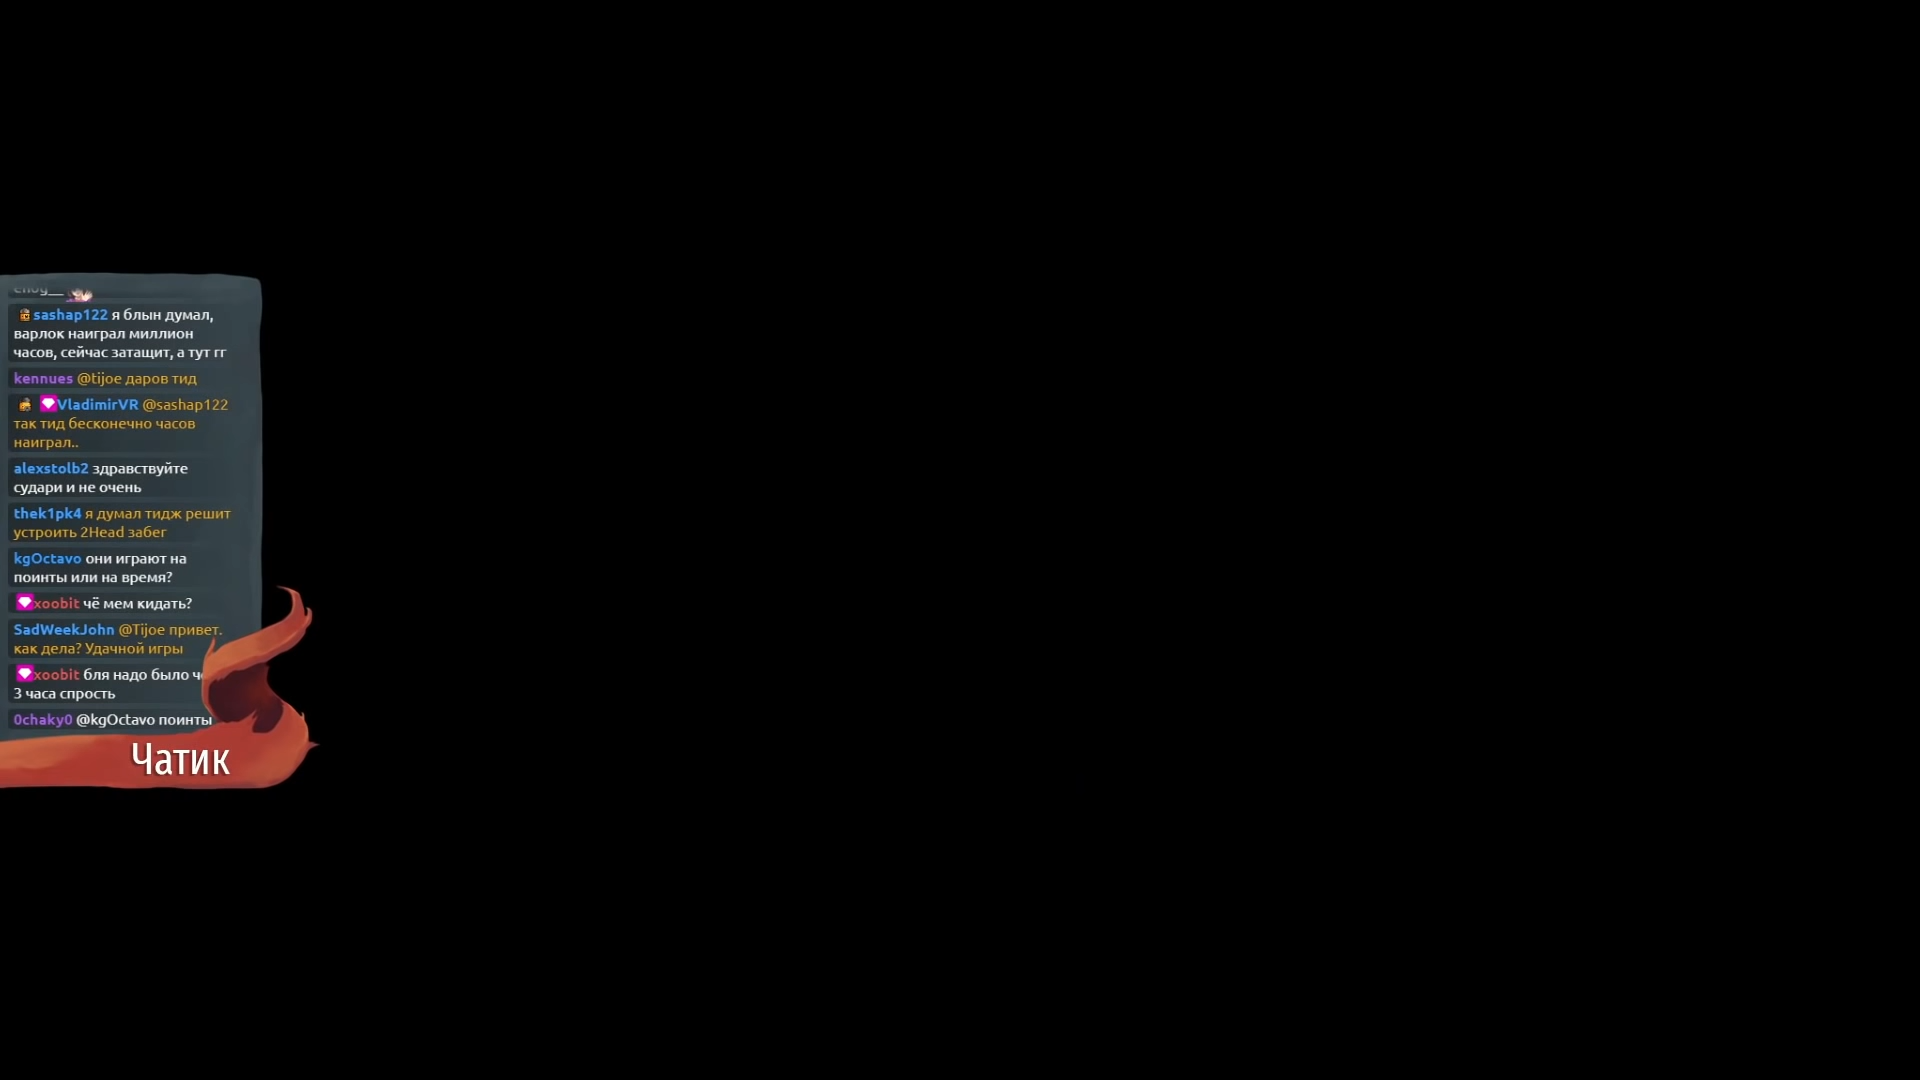 sashap122 я блын думал,
варлок наиграл миллион
часов, сейчас затащит, а тут гг
kennues @tijoe даров тид
VladimirVR @sashap122
так тид бесконечно часов
наиграл..
alexstolb2 здравствуйте
судари и не очень
thek1pk4 я думал тидж решит
устроить 2Head забег
kgOctavo они играют на
поинты или на время?
xoobit чё мем кидать?
SadWeekJohn @Tijoe привет.
как дела? Удачной игры
xoobit бля надо было
3 часа спрость
0chaky0 @kgOctavo поинты
Чатик